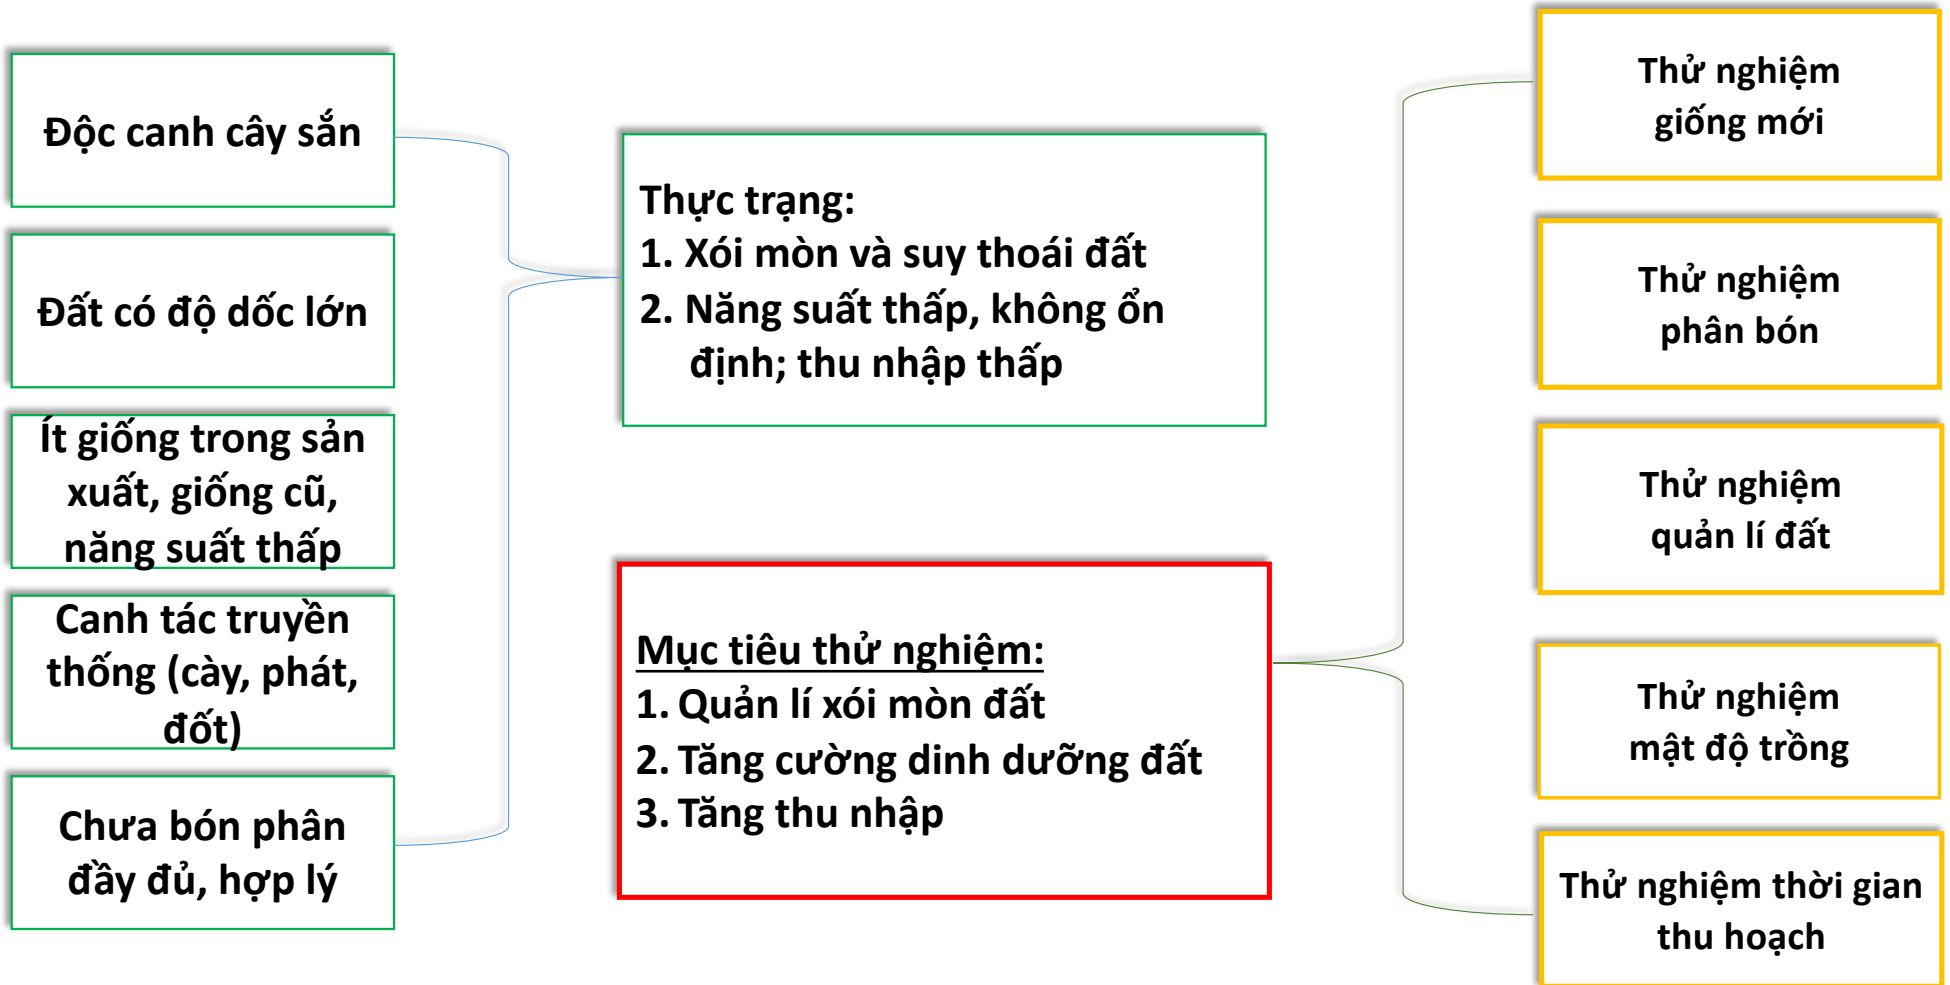 Độc canh cây sắn
Đất có độ dốc lớn
Ít giống trong sản
xuất, giống cũ,
năng suất thấp
Canh tác truyền
thống (cày, phát,
đốt)
Chưa bón phân
đầy đủ, hợp lý
Thực trạng:
1. Xói mòn và suy thoái đất
2. Năng suất thấp, không ổn
định; thu nhập thấp
Mục tiêu thử nghiệm:
1. Quản lí xói mòn đất
2. Tăng cường dinh dưỡng đất
3. Tăng thu nhập
Thử nghiệm
giống mới
Thử nghiệm
phân bón
Thử nghiệm
quản lí đất
Thử nghiệm
mật độ trồng
Thử nghiệm thời gian
thu hoạch